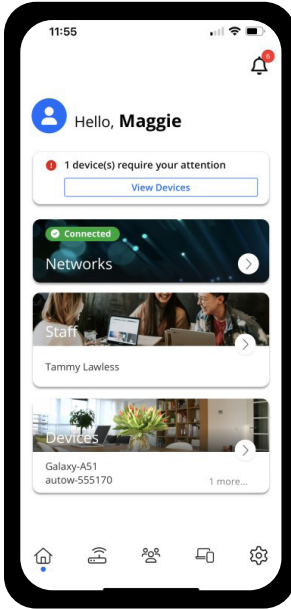 11:55
6
Hello, Maggie
1 device(s) require your attention
View Devices
Connected
Networks
Staff
Tammy Lawless
Devices
Galaxy-A51
autow-555170
1 more...